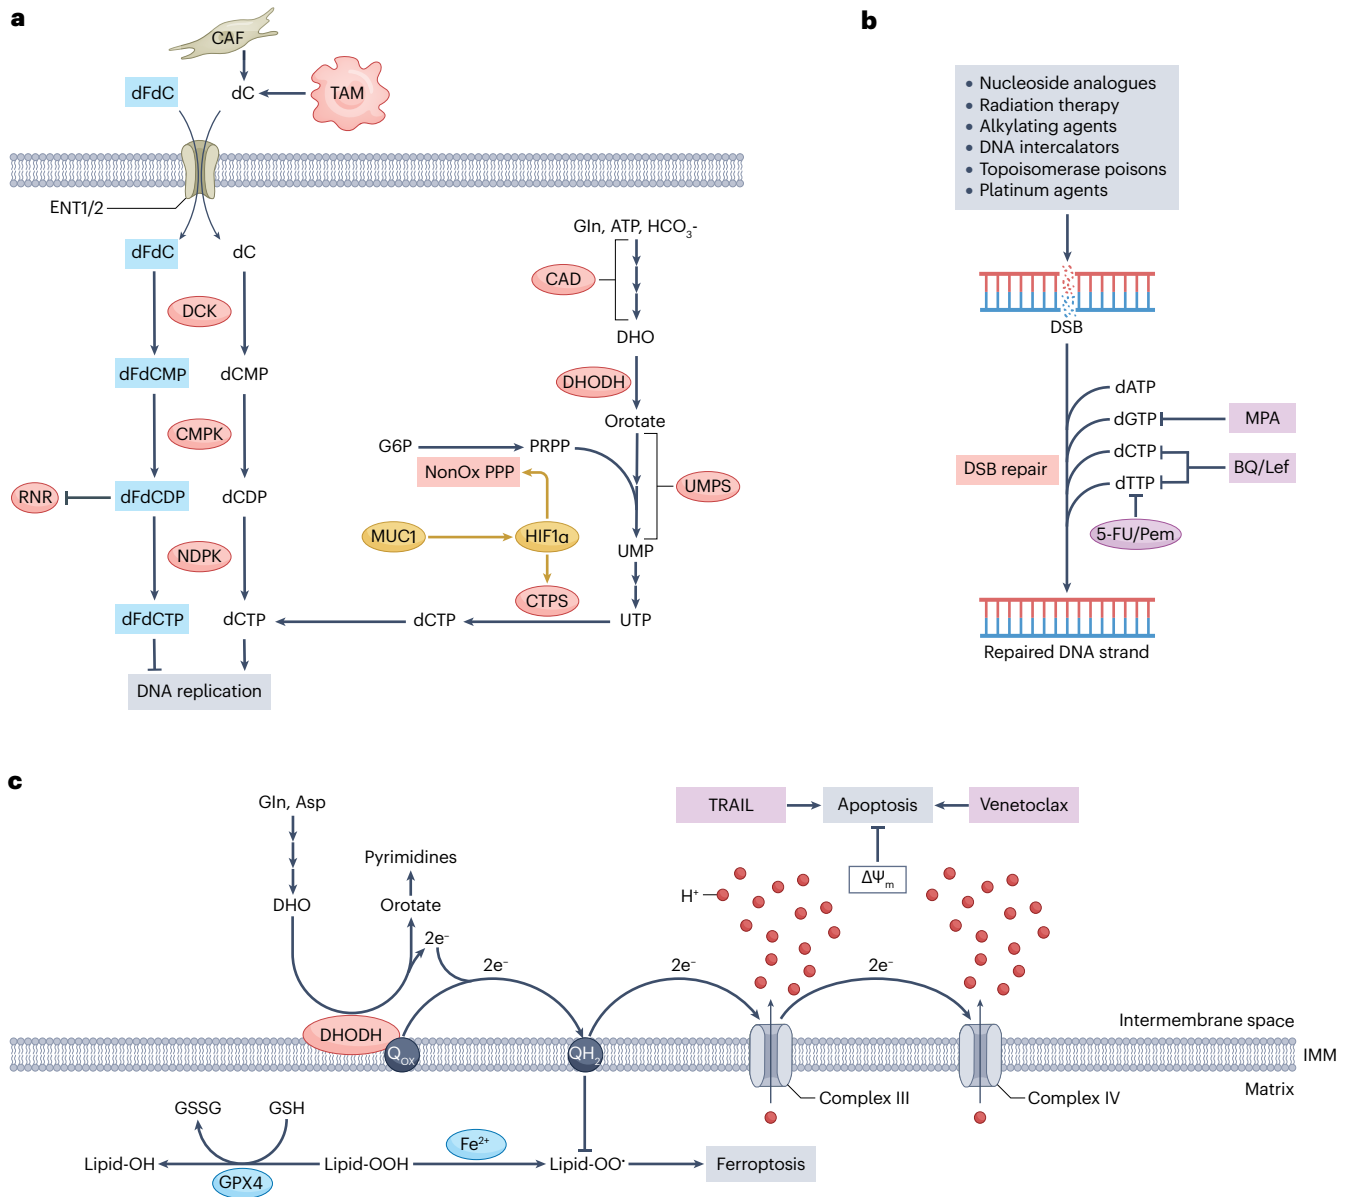 a
CAF
dFdC
dC
TAM
ENT1/2
dFdC
dC
DCK
dFdCMP
dCMP
CMPK
RNR
dFdCDP
dCDP
NDPK
dFdCTP
dCTP
DNA replication
Gln, ATP, HCO3-
CAD
DHO
DHODH
Orotate
G6P
PRPP
NonOx PPP
UMPS
MUC1
HIF1α
UMP
CTPS
dCTP
UTP
b
• Nucleoside analogues
• Radiation therapy
• Alkylating agents
• DNA intercalators
• Topoisomerase poisons
• Platinum agents
DSB
dATP
dGTP
MPA
dCTP
DSB repair
BQ/Lef
dTTP
5-FU/Pem
Repaired DNA strand
c
Gln, Asp
Pyrimidines
DHO
Orotate
2e−
2e−
2e−
2e−
TRAIL
Apoptosis
Venetoclax
ΔΨm
H+
DHODH
QOX
QH2
Intermembrane space
IMM
Matrix
Complex III
Complex IV
GSSG
GSH
Fe2+
Lipid-OH
Lipid-OOH
Lipid-OO•
Ferroptosis
GPX4